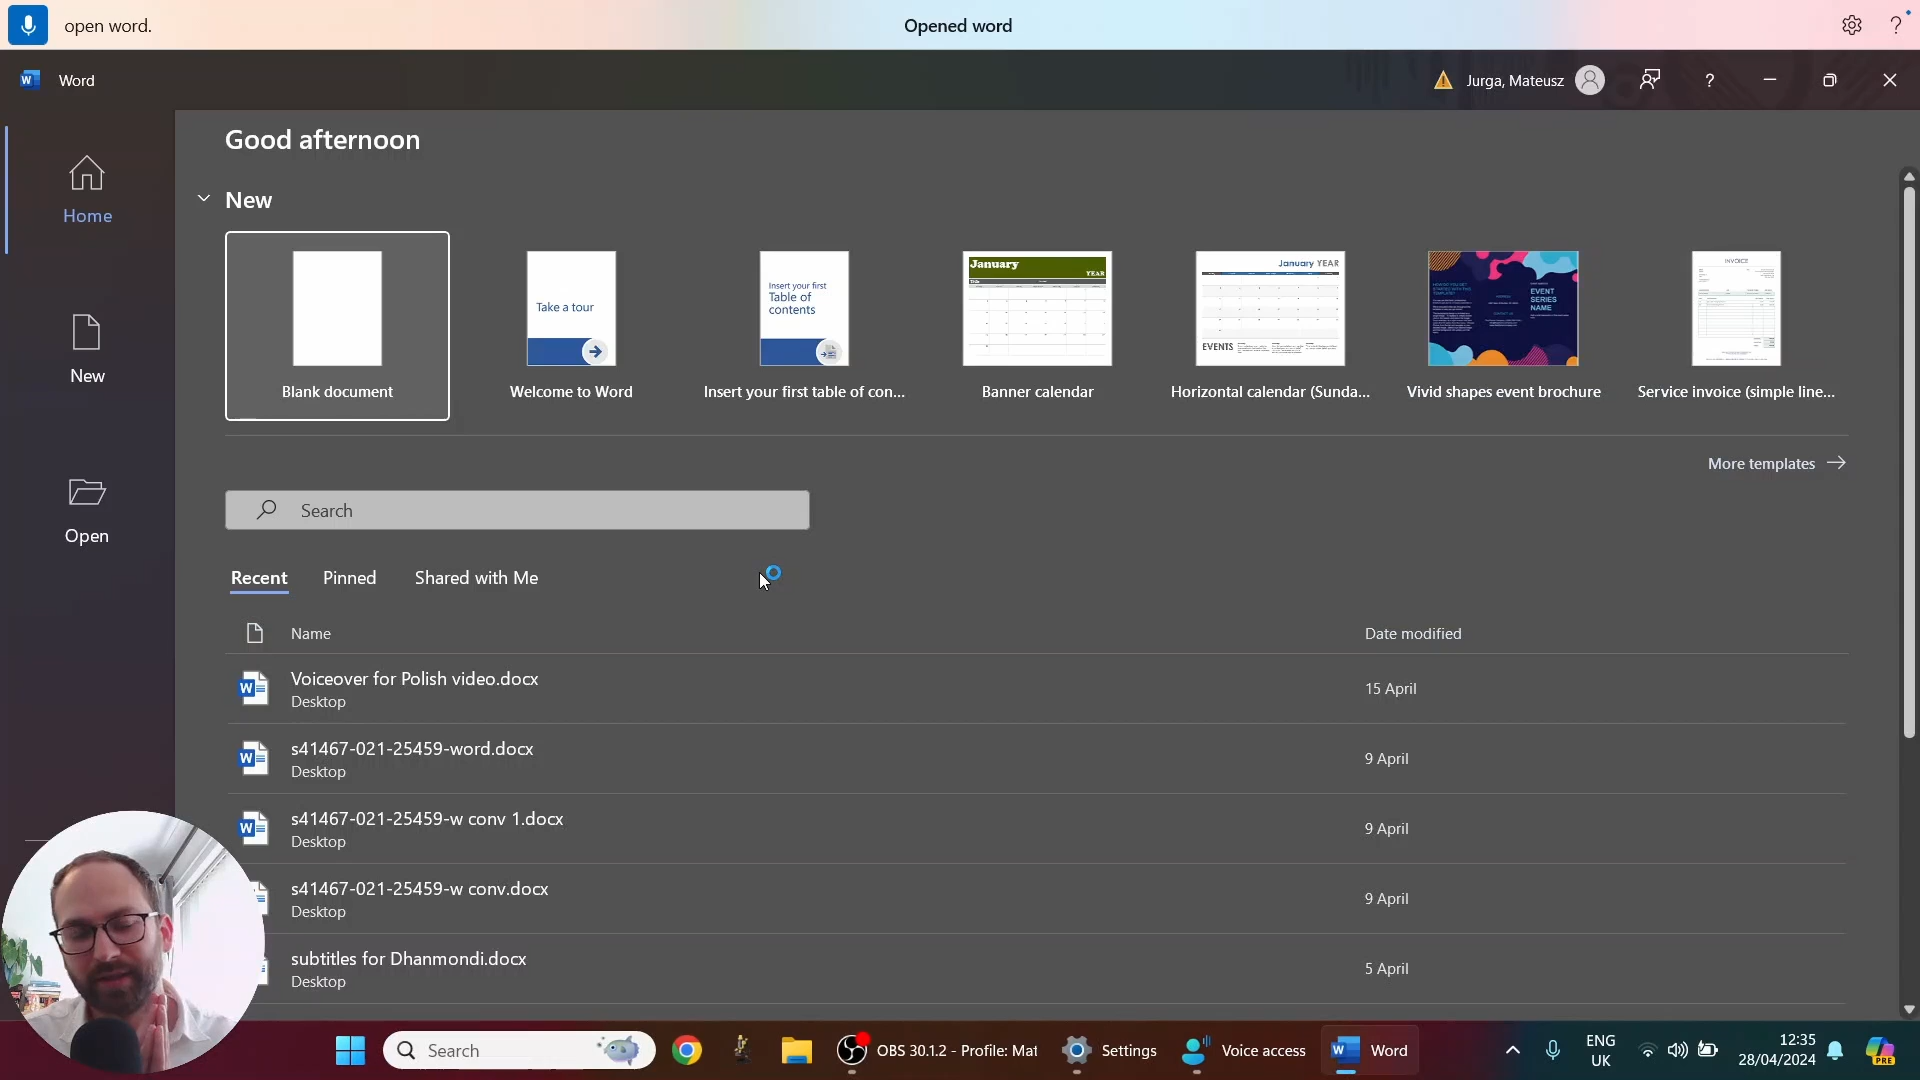 open word.
Opened word
?
W
Word
Jurga, Mateusz
?
Home
New
Open
Good afternoon
New
Take a tour
Insert your first
Table of
contents
January
YEAR
January YEAR
EVENTS
EVENT
SERIES
NAME
INVOICE
Blank document
Welcome to Word
Insert your first table of con...
Banner calendar
Horizontal calendar (Sunda...
Vivid shapes event brochure
Service invoice (simple line...
More templates
Search
Recent
Pinned
Shared with Me
Name
Date modified
Voiceover for Polish video.docx
Desktop
15 April
s41467-021-25459-word.docx
Desktop
9 April
s41467-021-25459-w conv 1.docx
Desktop
9 April
s41467-021-25459-w conv.docx
Desktop
9 April
subtitles for Dhanmondi.docx
Desktop
5 April
Search
OBS 30.1.2 - Profile: Mat
Settings
Voice access
Word
ENG
UK
12:35
28/04/2024
PRE